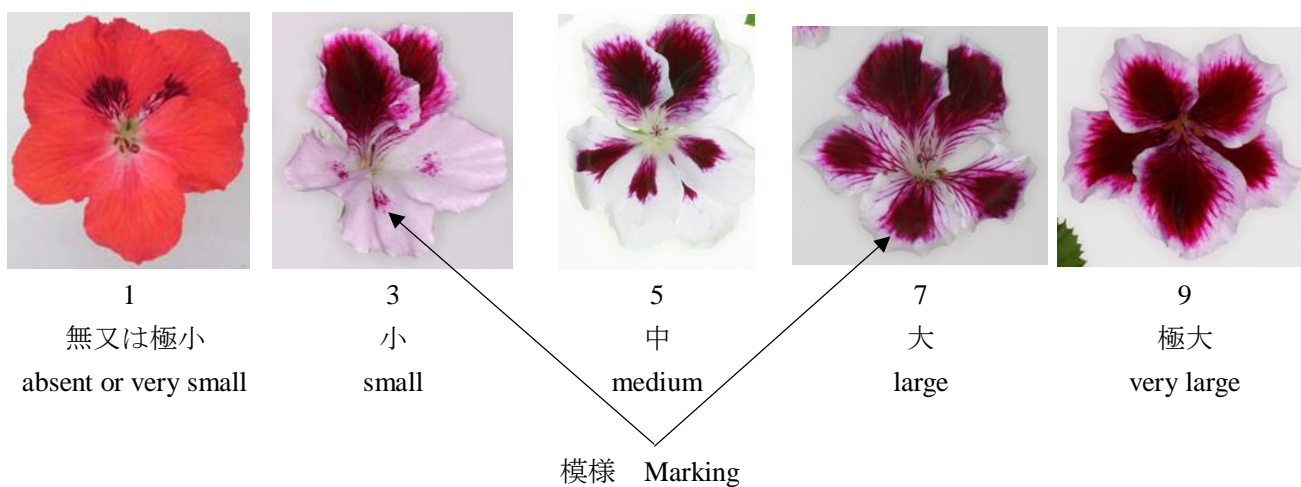 1 3 5 7 9
無又は極小 小 中 大 極大
absent or very small small medium large very large
模様　Marking